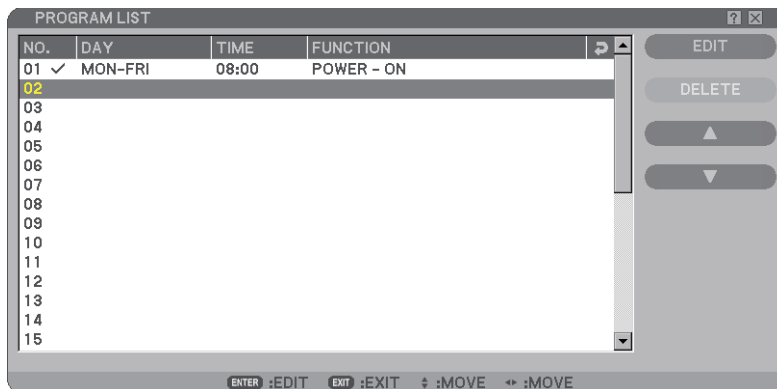 PROGRAM LIST
NO. DAY TIME FUNCTION
01 ✓ MON-FRI 08:00 POWER - ON
02
03
04
05
06
07
08
09
10
11
12
13
14
15
EDIT
DELETE
ENTER :EDIT EXIT :EXIT :MOVE :MOVE